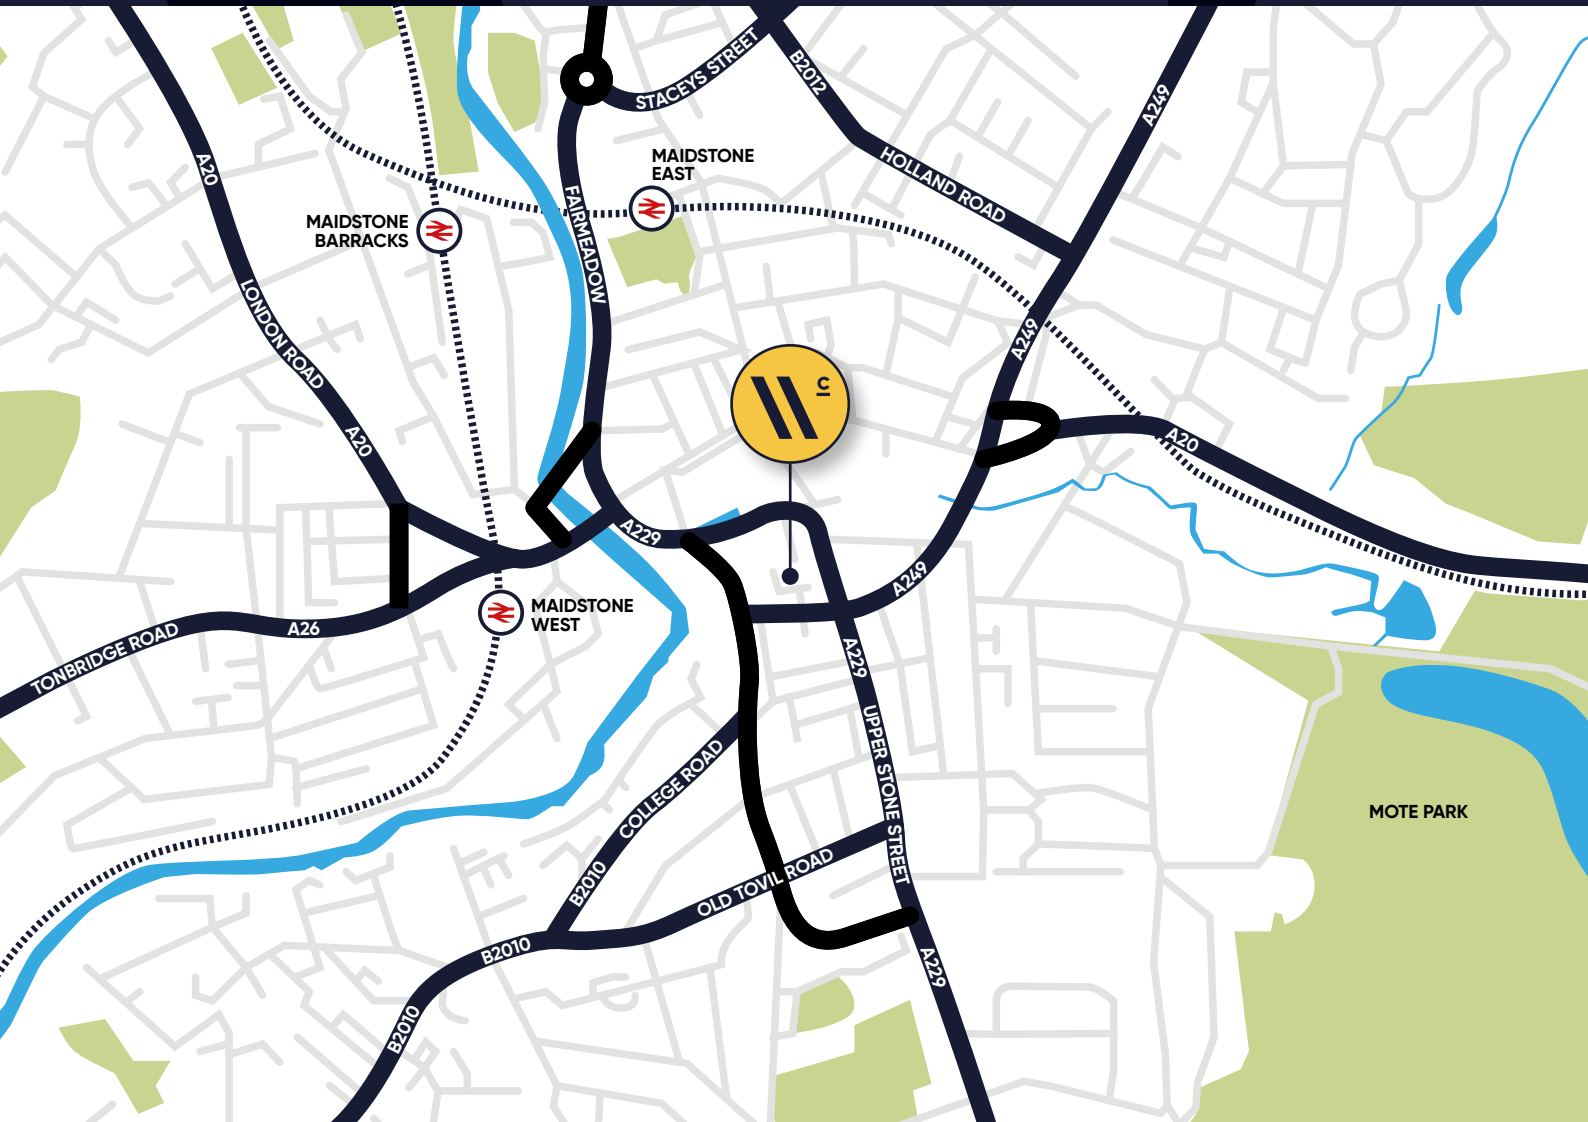 STACEYS STREET
B2012
A249
A20
MAIDSTONE
EAST
HOLLAND ROAD
MAIDSTONE
BARRACKS
FAIRMEADOW
LONDON ROAD
A249
C
A20
A20
A229
A249
MAIDSTONE
WEST
A26
TONBRIDGE ROAD
A229
UPPER STONE STREET
COLLEGE ROAD
MOTE PARK
B2010
OLD TOVIL ROAD
B2010
A229
B2010